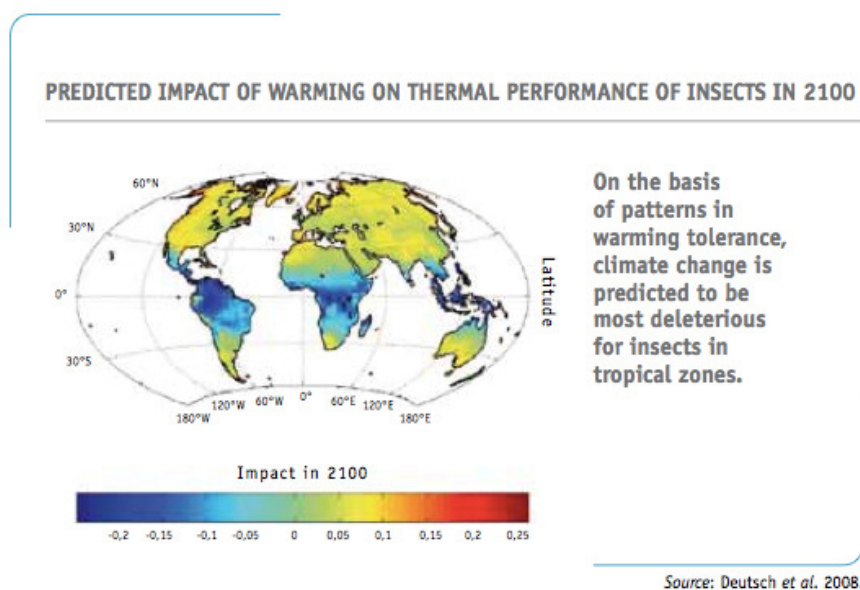 PREDICTED IMPACT OF WARMING ON THERMAL PERFORMANCE OF INSECTS IN 2100
60°N
30°N
0°
30°S
180°W
120°W
60°W
0°
60°E
120°E
180°E
Latitude
On the basis
of patterns in
warming tolerance,
climate change is
predicted to be
most deleterious
for insects in
tropical zones.
Impact in 2100
-0,2 -0,15 -0,1 -0,05 0 0,05 0,1 0,15 0,2 0,25
Source: Deutsch et al. 2008